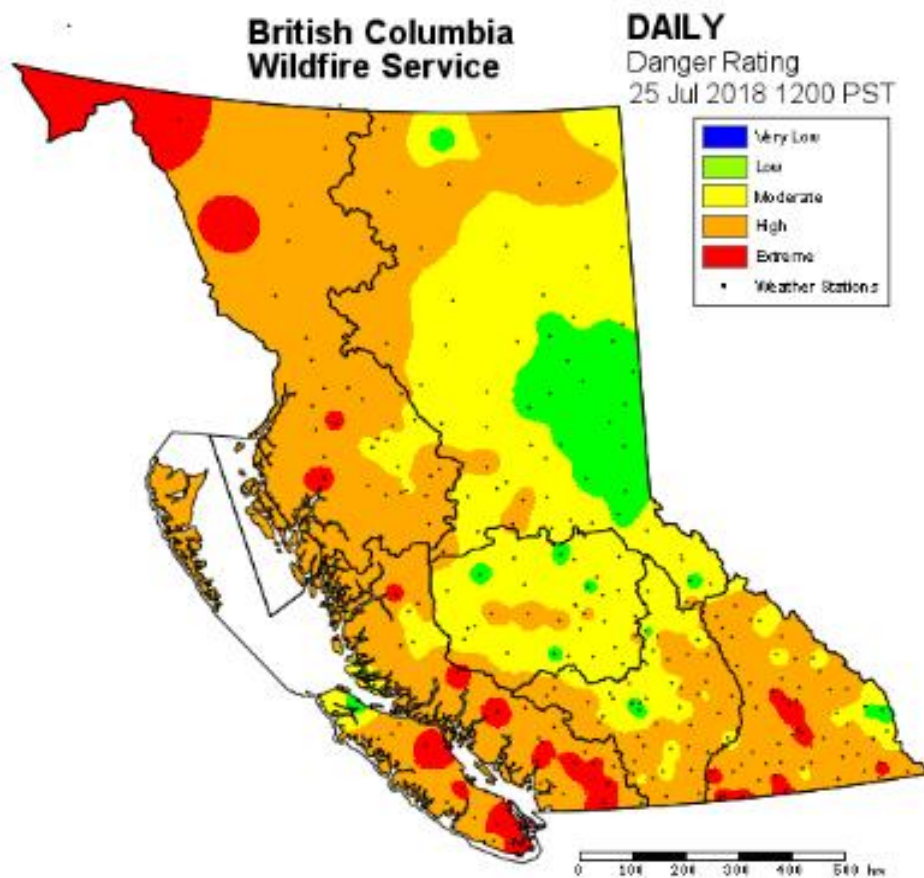 British Columbia
Wildfire Service
DAILY
Danger Rating
25 Jul 2018 1200 PST
Very Low
Low
Moderate
High
Extreme
Weather Stations
0 100 200 300 400 500 km